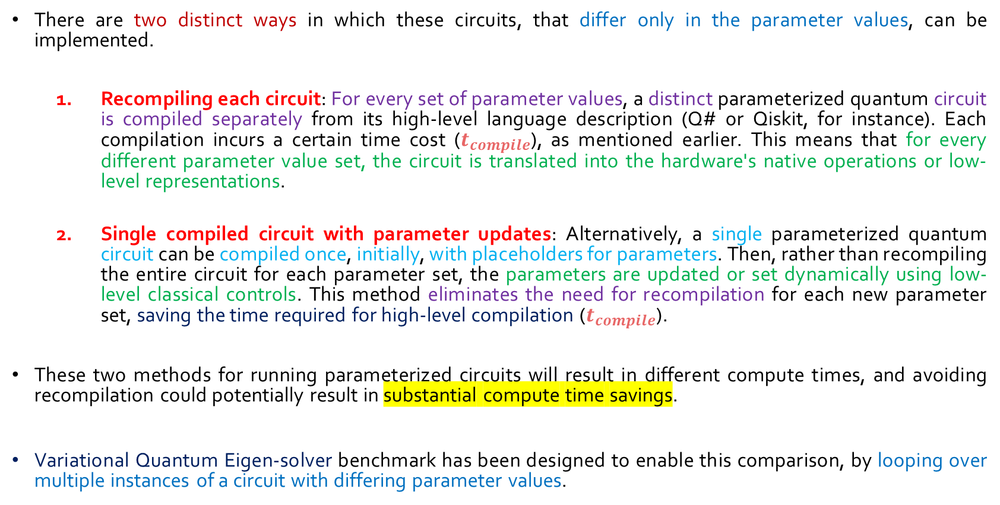 • There are two distinct ways in which these circuits, that differ only in the parameter values, can be
implemented.
1. Recompiling each circuit: For every set of parameter values, a distinct parameterized quantum circuit
is compiled separately from its high-level language description (Q# or Qiskit, for instance). Each
compilation incurs a certain time cost (t_compile), as mentioned earlier. This means that for every
different parameter value set, the circuit is translated into the hardware's native operations or low-
level representations.
2. Single compiled circuit with parameter updates: Alternatively, a single parameterized quantum
circuit can be compiled once, initially, with placeholders for parameters. Then, rather than recompiling
the entire circuit for each parameter set, the parameters are updated or set dynamically using low-
level classical controls. This method eliminates the need for recompilation for each new parameter
set, saving the time required for high-level compilation (t_compile).
• These two methods for running parameterized circuits will result in different compute times, and avoiding
recompilation could potentially result in substantial compute time savings.
• Variational Quantum Eigen-solver benchmark has been designed to enable this comparison, by looping over
multiple instances of a circuit with differing parameter values.